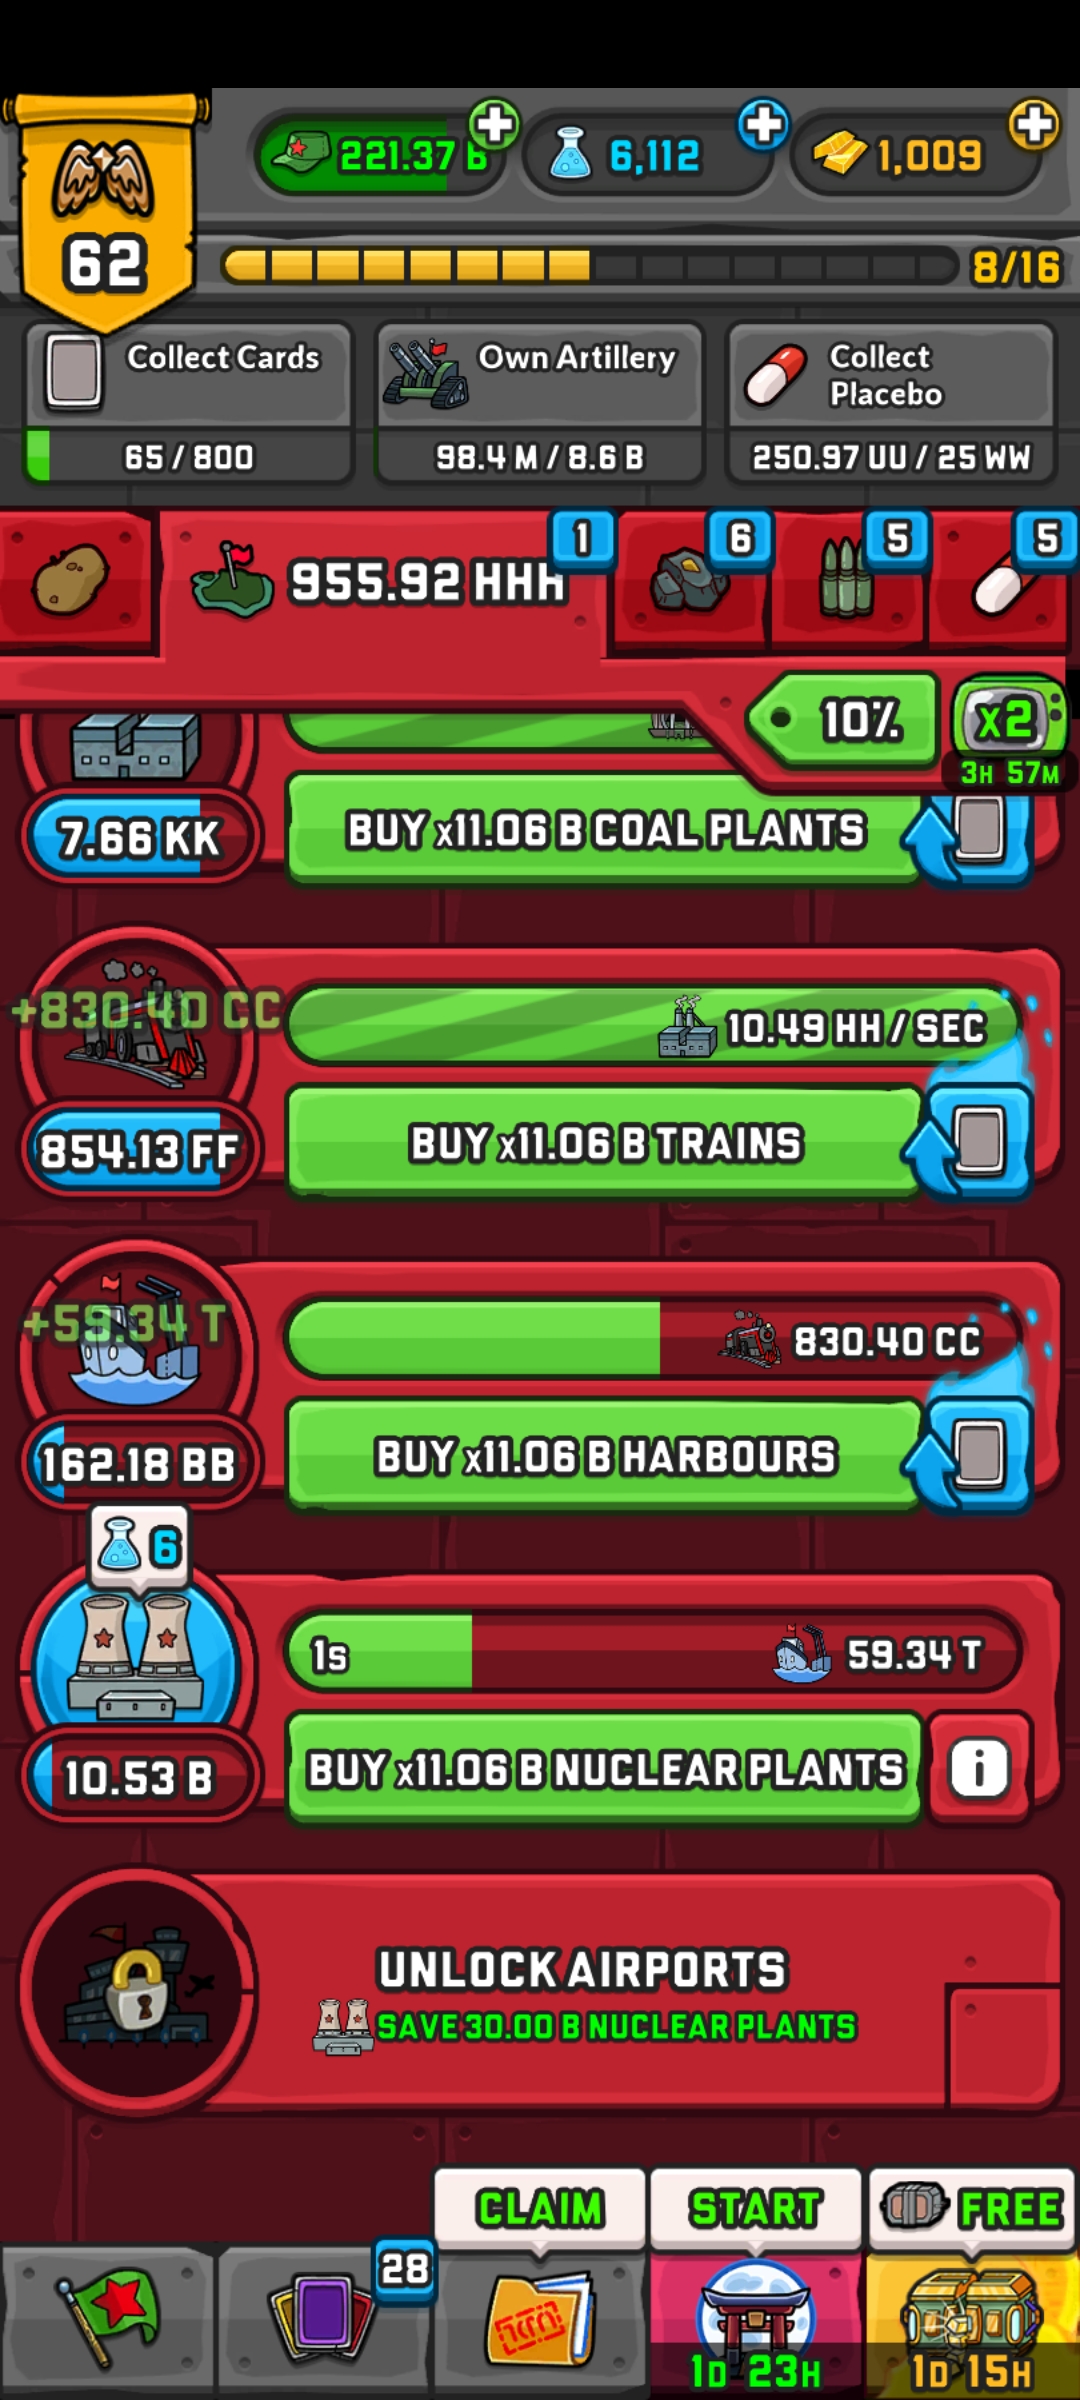 221.37 B
6,112
1,009
62
8/16
Collect Cards
65 / 800
Own Artillery
98.4 M / 8.6 B
Collect
Placebo
250.97 UU / 25 WW
955.92 HHH
1
6
5
5
10%
x2
3H 57M
7.66 KK
BUY x11.06 B COAL PLANTS
+830.40 CC
10.49 HH / SEC
854.13 FF
BUY x11.06 B TRAINS
+59.34 T
830.40 CC
162.18 BB
BUY x11.06 B HARBOURS
6
1s
59.34 T
10.53 B
BUY x11.06 B NUCLEAR PLANTS
i
UNLOCK AIRPORTS
SAVE 30.00 B NUCLEAR PLANTS
CLAIM
START
FREE
28
1D 23H
1D 15H